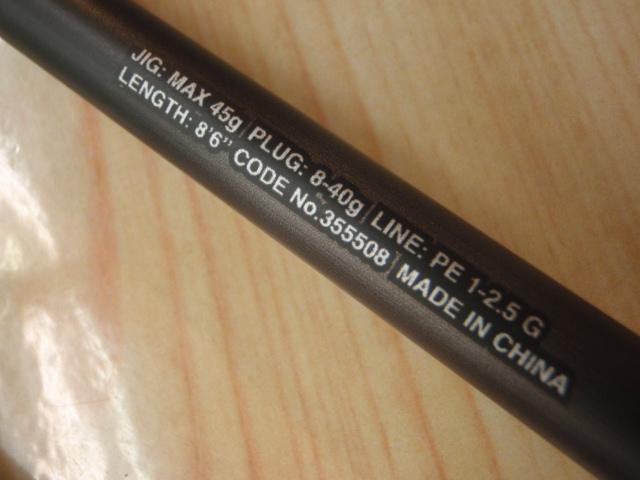 JIG: MAX 45g | PLUG: 8-40g | LINE: PE 1-2.5 G
LENGTH: 8'6" CODE No.355508 | MADE IN CHINA